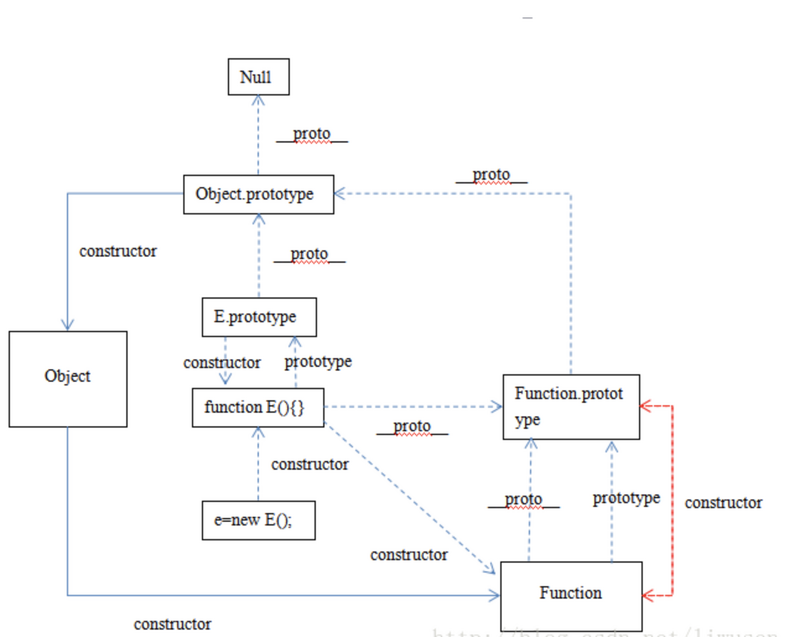 Null
__proto__
Object.prototype
__proto__
constructor
__proto__
E.prototype
Object
constructor
prototype
function E(){}
Function.protot
ype
__proto__
constructor
__proto__
prototype
constructor
e=new E();
constructor
Function
constructor